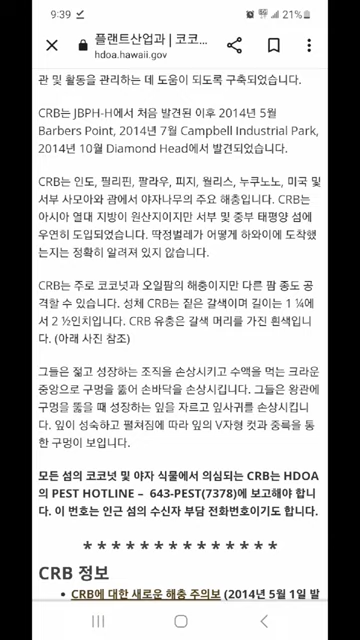 9:39
21%
플랜트산업과 | 코코...
hdoa.hawaii.gov
관 및 활동을 관리하는 데 도움이 되도록 구축되었습니다.
CRB는 JBPH-H에서 처음 발견된 이후 2014년 5월
Barbers Point, 2014년 7월 Campbell Industrial Park,
2014년 10월 Diamond Head에서 발견되었습니다.
CRB는 인도, 필리핀, 팔라우, 피지, 월리스, 누쿠노노, 미국 및
서부 사모아와 괌에서 야자나무의 주요 해충입니다. CRB는
아시아 열대 지방이 원산지이지만 서부 및 중부 태평양 섬에
우연히 도입되었습니다. 딱정벌레가 어떻게 하와이에 도착했
는지는 정확히 알려져 있지 않습니다.
CRB는 주로 코코넛과 오일팜의 해충이지만 다른 팜 종도 공
격할 수 있습니다. 성체 CRB는 짙은 갈색이며 길이는 1 ¼에
서 2 ½인치입니다. CRB 유충은 갈색 머리를 가진 흰색입니
다. (아래 사진 참조)
그들은 젊고 성장하는 조직을 손상시키고 수액을 먹는 크라운
중앙으로 구멍을 뚫어 손바닥을 손상시킵니다. 그들은 왕관에
구멍을 뚫을 때 성장하는 잎을 자르고 잎사귀를 손상시킵니
다. 잎이 성숙하고 펼쳐짐에 따라 잎의 V자형 컷과 중륵을 통
한 구멍이 보입니다.
모든 섬의 코코넛 및 야자 식물에서 의심되는 CRB는 HDOA
의 PEST HOTLINE – 643-PEST(7378)에 보고해야 합니
다. 이 번호는 인근 섬의 수신자 부담 전화번호이기도 합니다.
* * * * * * * * * * * * * *
CRB 정보
• CRB에 대한 새로운 해충 주의보 (2014년 5월 1일 발